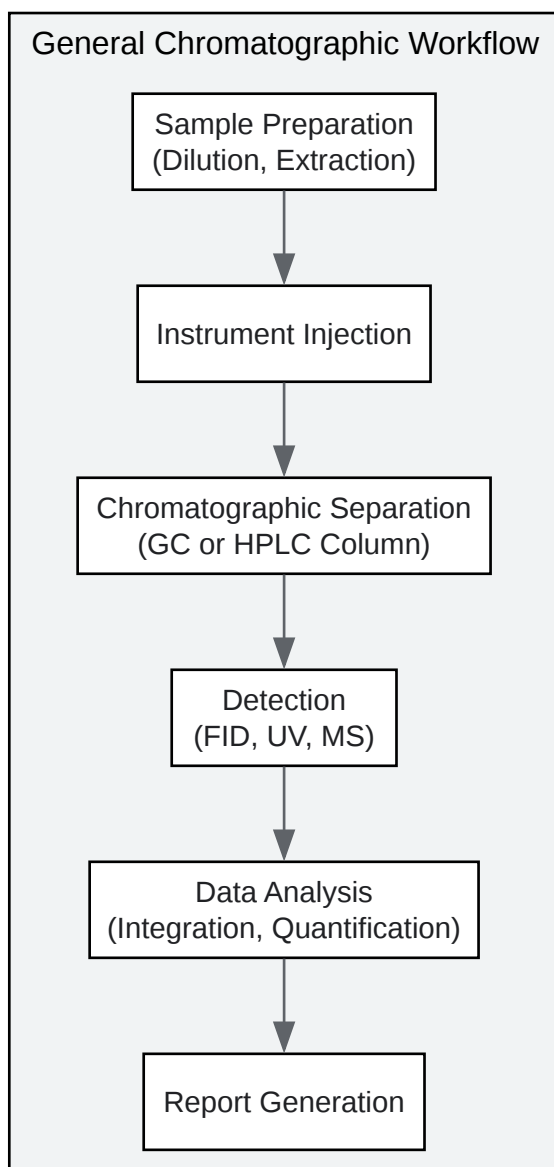 General Chromatographic Workflow
Sample Preparation
(Dilution, Extraction)
Instrument Injection
Chromatographic Separation
(GC or HPLC Column)
Detection
(FID, UV, MS)
Data Analysis
(Integration, Quantification)
Report Generation